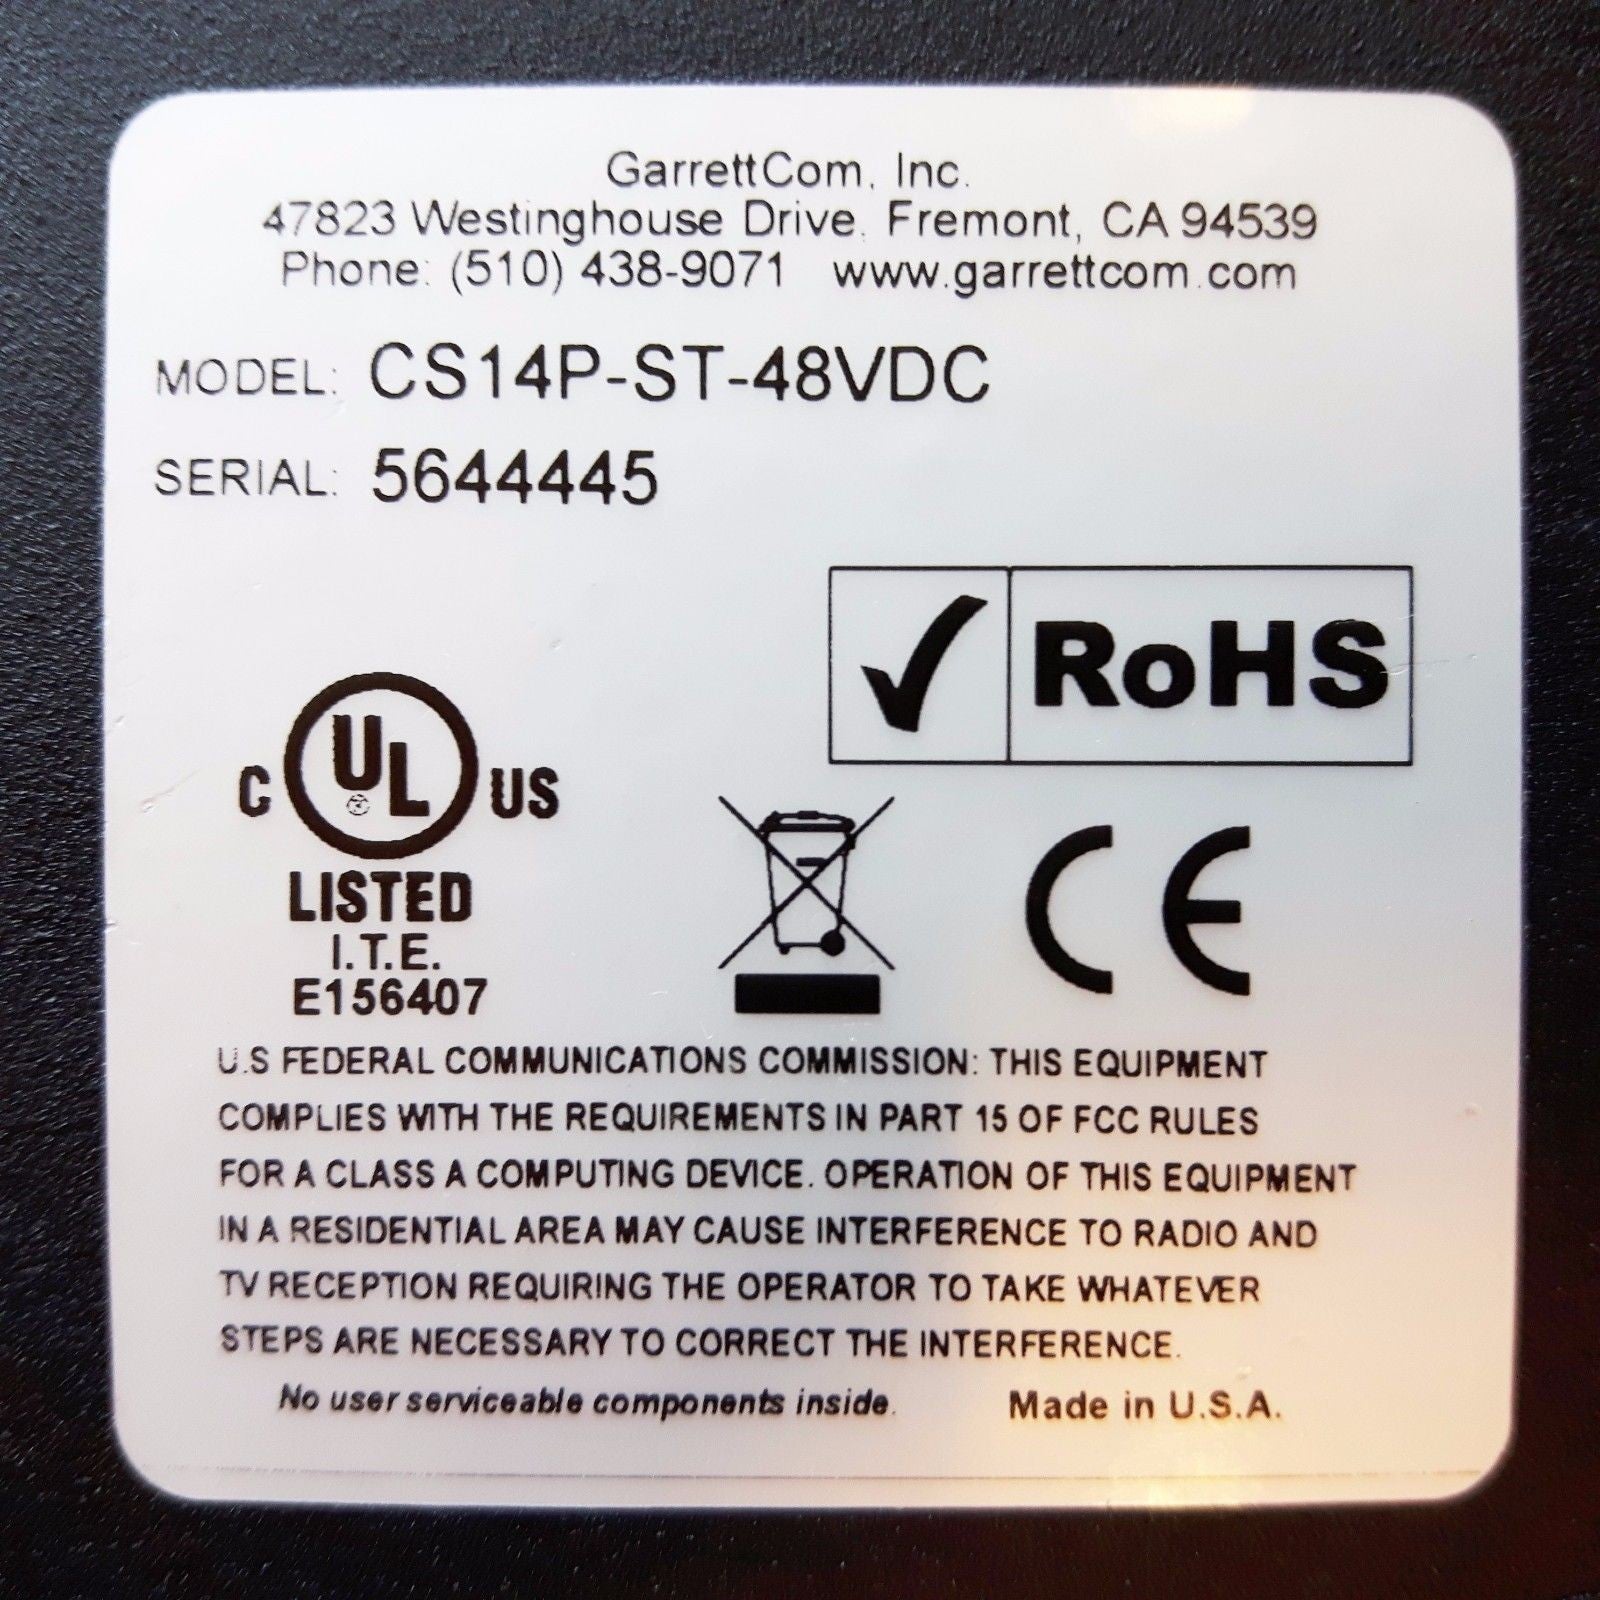 GarrettCom, Inc.
47823 Westinghouse Drive, Fremont, CA 94539
Phone: (510) 438-9071 www.garrettcom.com
MODEL: CS14P-ST-48VDC
SERIAL: 5644445
RoHS
C UL US
LISTED
I.T.E.
E156407
CE
U.S FEDERAL COMMUNICATIONS COMMISSION: THIS EQUIPMENT
COMPLIES WITH THE REQUIREMENTS IN PART 15 OF FCC RULES
FOR A CLASS A COMPUTING DEVICE. OPERATION OF THIS EQUIPMENT
IN A RESIDENTIAL AREA MAY CAUSE INTERFERENCE TO RADIO AND
TV RECEPTION REQUIRING THE OPERATOR TO TAKE WHATEVER
STEPS ARE NECESSARY TO CORRECT THE INTERFERENCE.
No user serviceable components inside. Made in U.S.A.